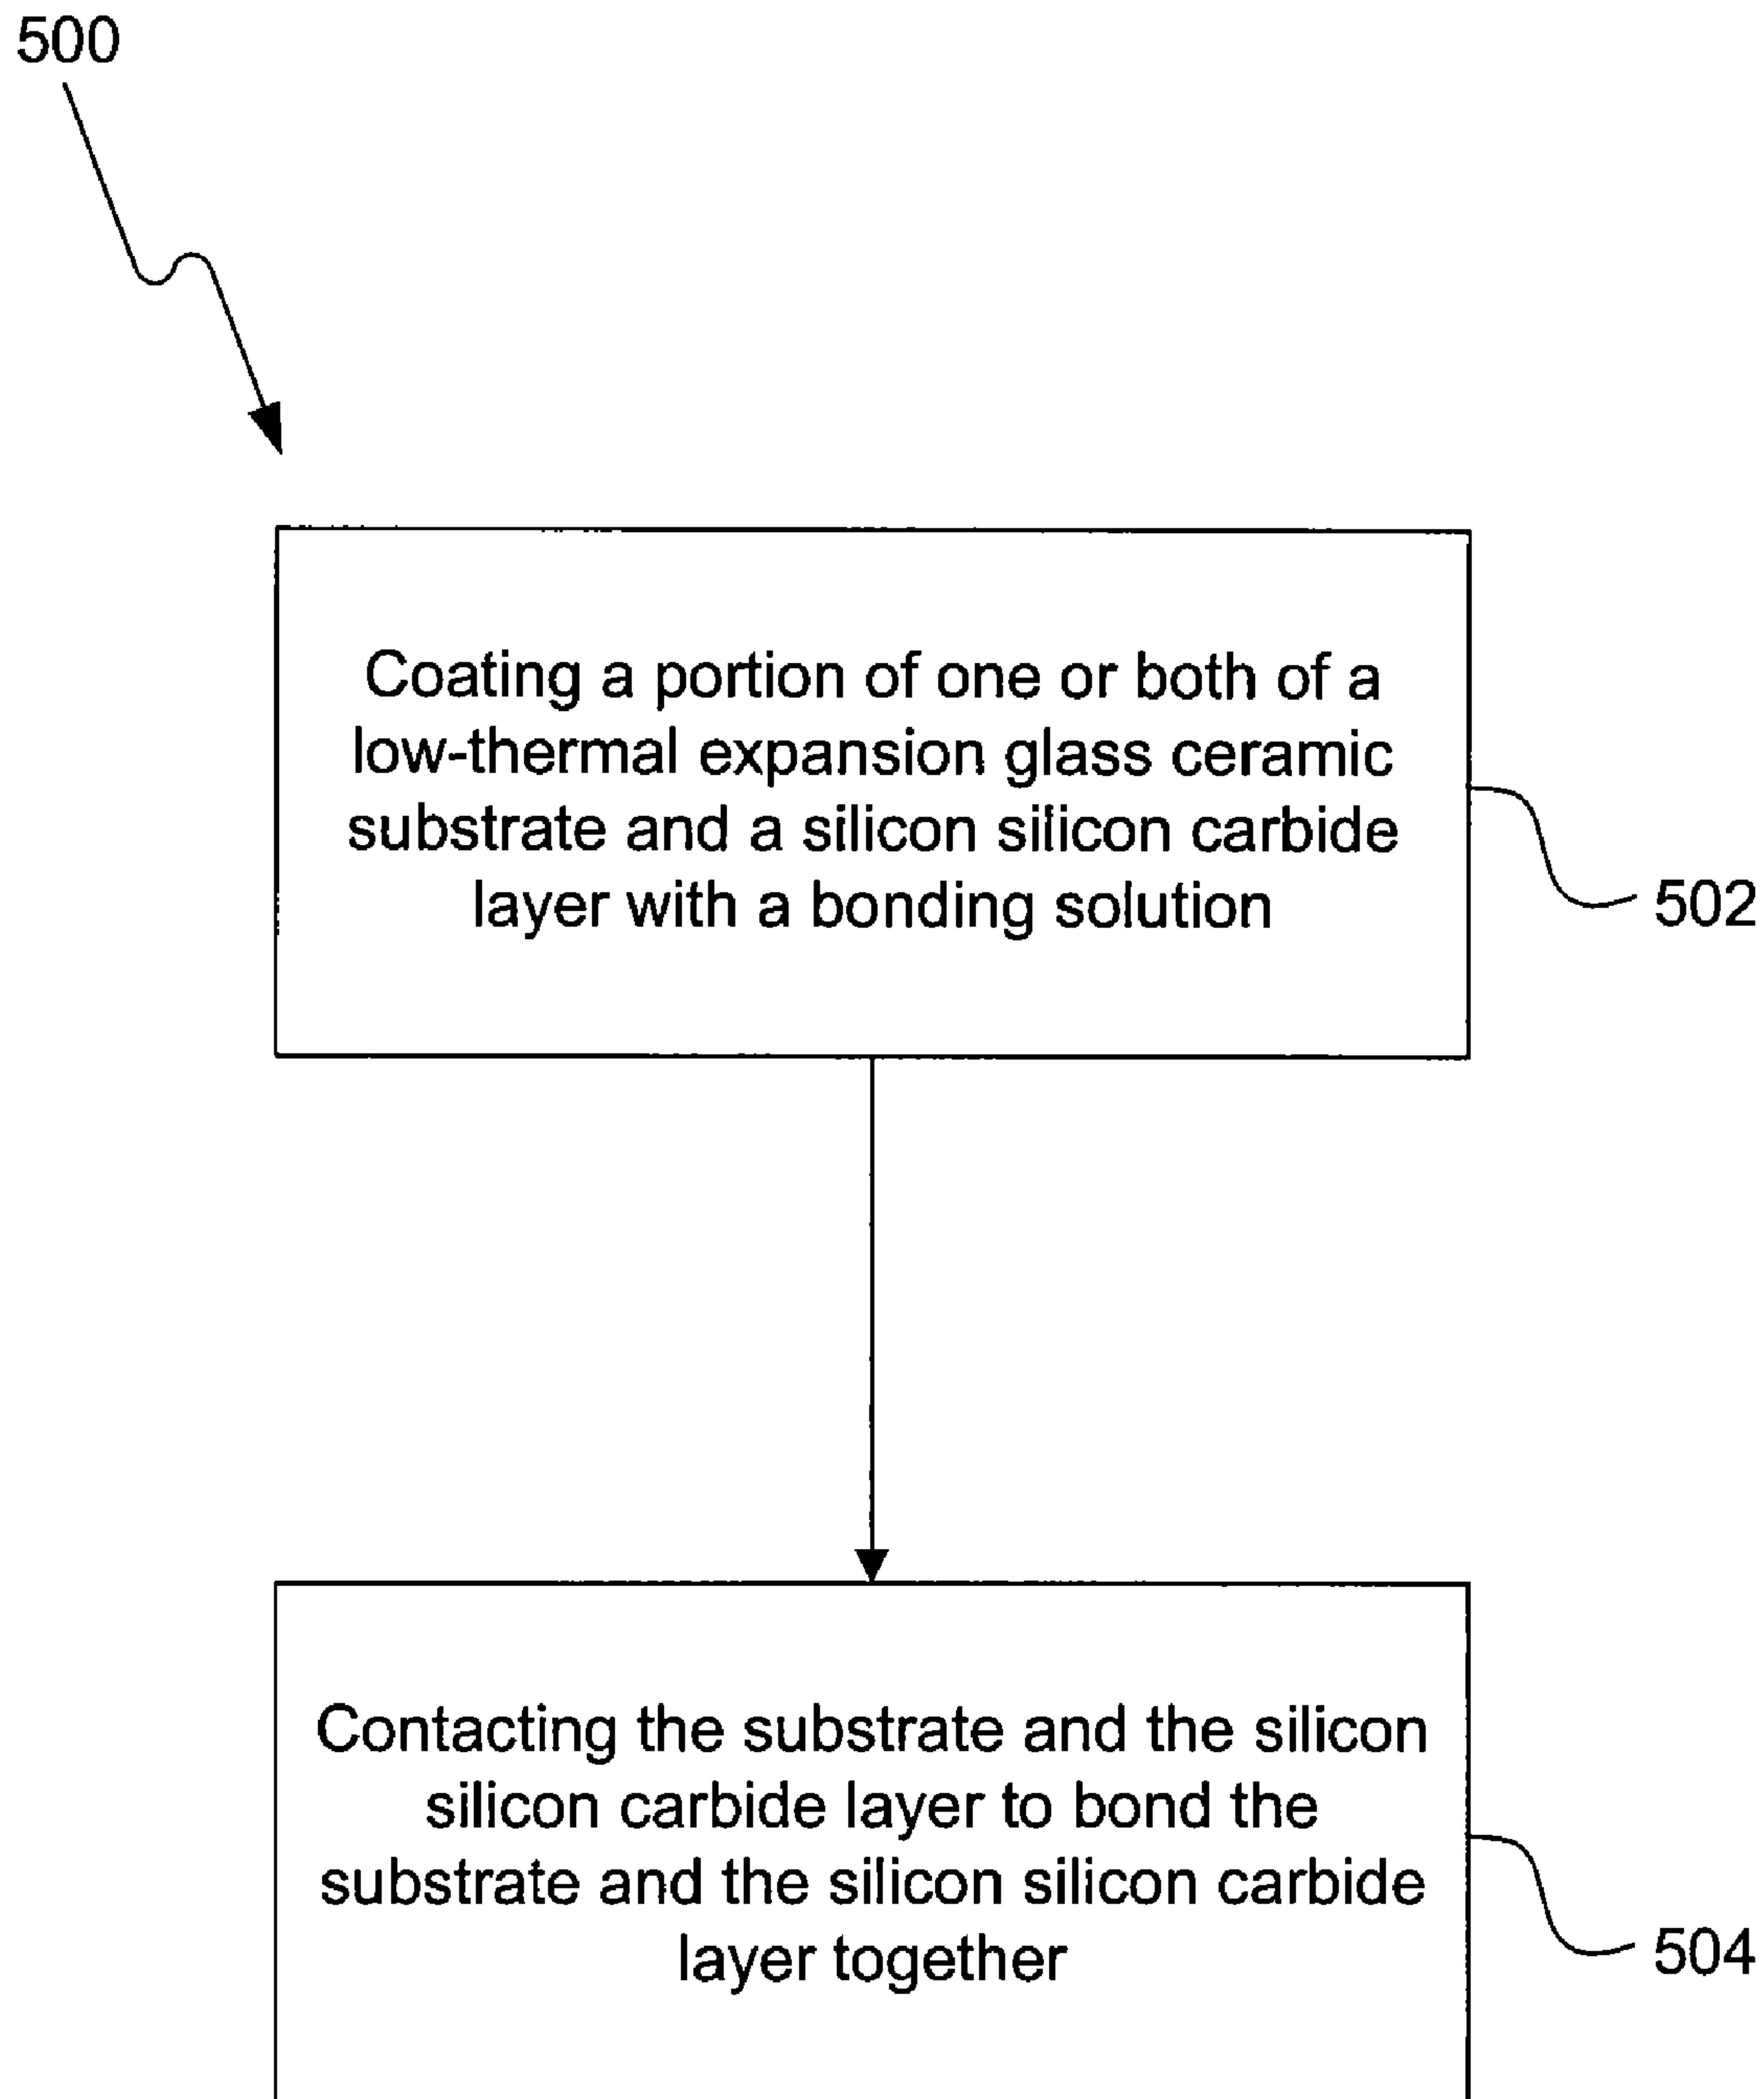 500
Coating a portion of one or both of a
low-thermal expansion glass ceramic
substrate and a silicon silicon carbide
layer with a bonding solution
502
Contacting the substrate and the silicon
silicon carbide layer to bond the
substrate and the silicon silicon carbide
layer together
504